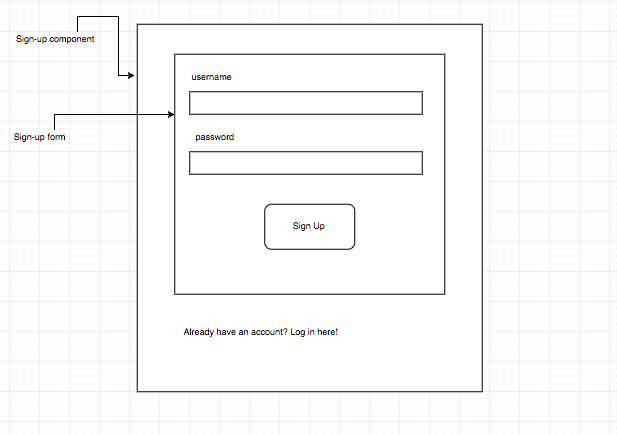 Sign-up component
username
Sign-up form
password
Sign Up
Already have an account? Log in here!